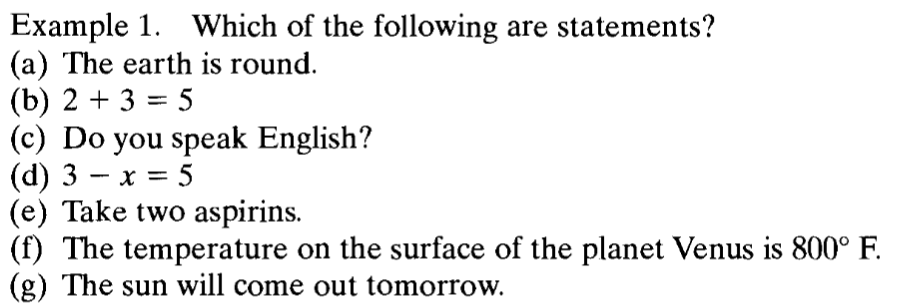 Example 1. Which of the following are statements?
(a) The earth is round.
(b) 2 + 3 = 5
(c) Do you speak English?
(d) 3 − x = 5
(e) Take two aspirins.
(f) The temperature on the surface of the planet Venus is 800° F.
(g) The sun will come out tomorrow.